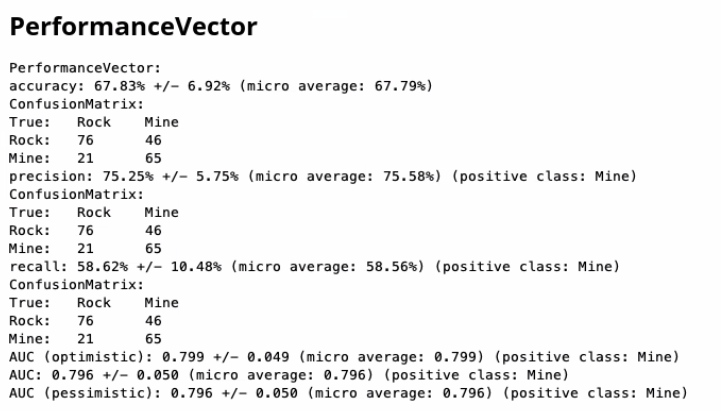 PerformanceVector
PerformanceVector:
accuracy: 67.83% +/- 6.92% (micro average: 67.79%)
ConfusionMatrix:
True: Rock Mine
Rock: 76 46
Mine: 21 65
precision: 75.25% +/- 5.75% (micro average: 75.58%) (positive class: Mine)
ConfusionMatrix:
True: Rock Mine
Rock: 76 46
Mine: 21 65
recall: 58.62% +/- 10.48% (micro average: 58.56%) (positive class: Mine)
ConfusionMatrix:
True: Rock Mine
Rock: 76 46
Mine: 21 65
AUC (optimistic): 0.799 +/- 0.049 (micro average: 0.799) (positive class: Mine)
AUC: 0.796 +/- 0.050 (micro average: 0.796) (positive class: Mine)
AUC (pessimistic): 0.796 +/- 0.050 (micro average: 0.796) (positive class: Mine)